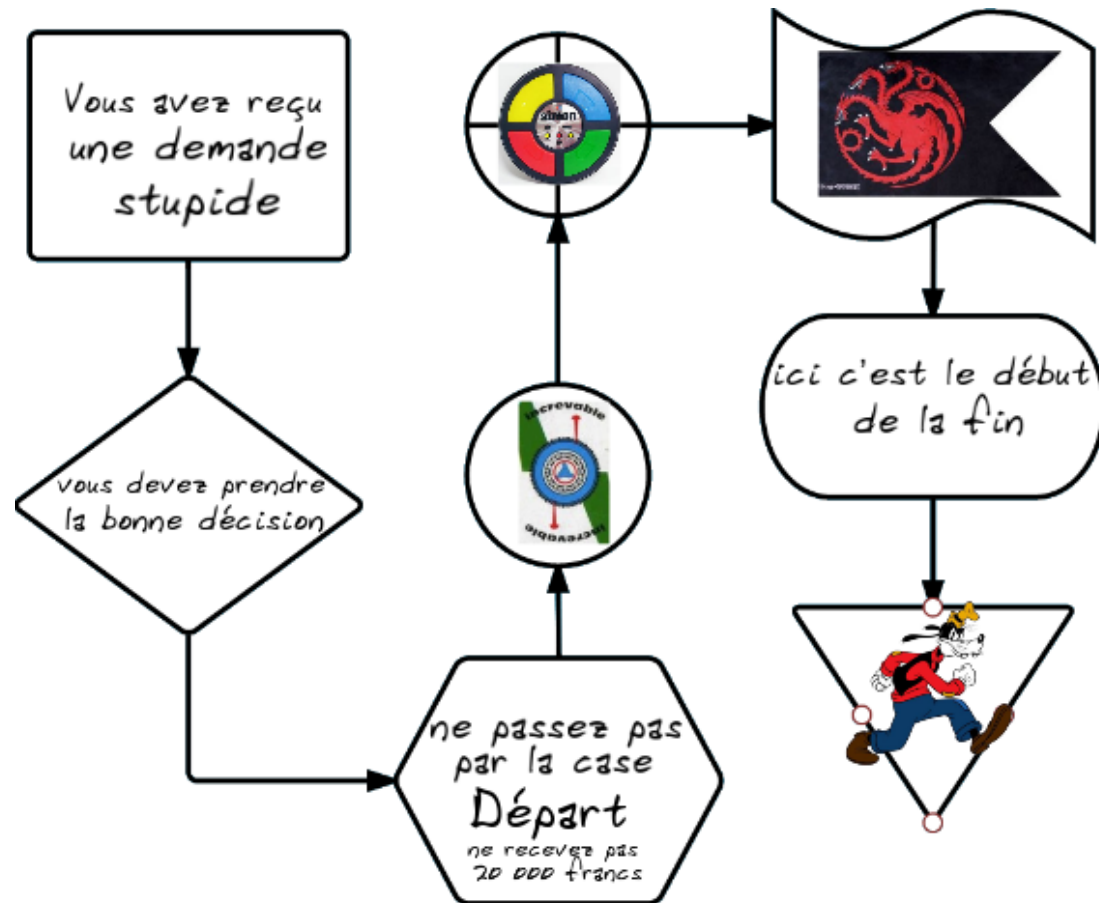 Vous avez reçu
une demande
stupide
vous devez prendre
la bonne décision
ne passez pas
par la case
Départ
ne recevez pas
20 000 francs
increvable
increvable
simon
ici c'est le début
de la fin